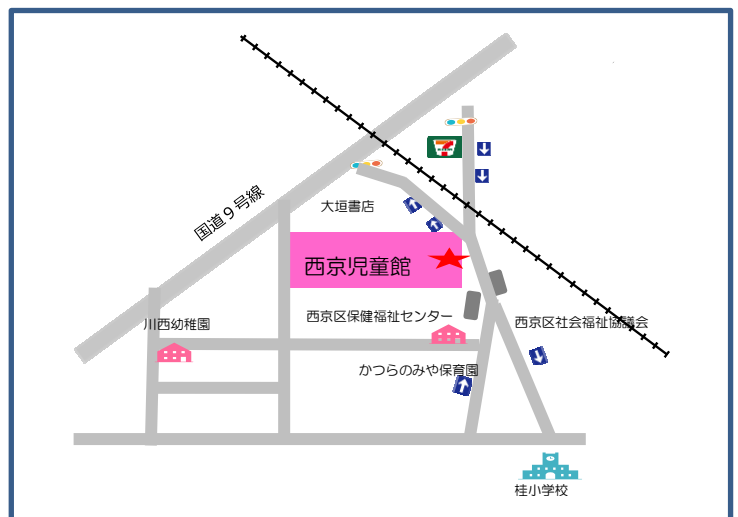 大垣書店
国道９号線
西京児童館
西京区保健福祉センター
川西幼稚園
西京区社会福祉協議会
かつらのみや保育園
桂小学校